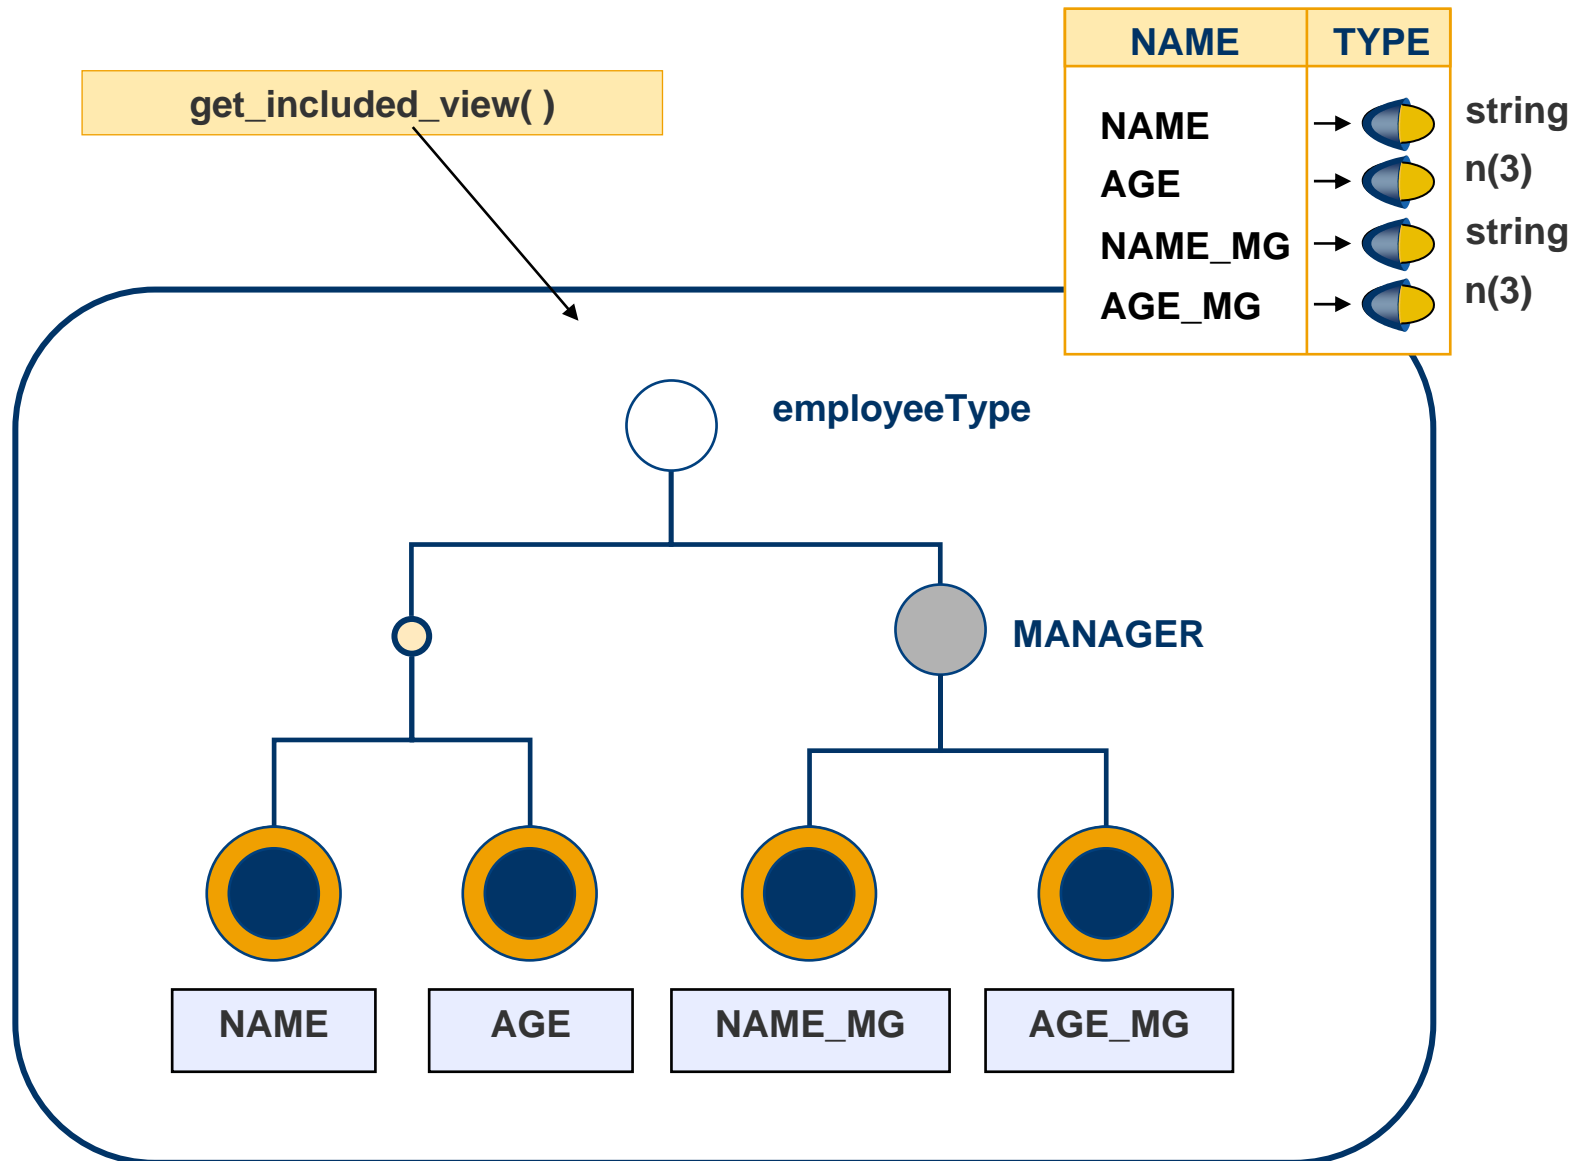 get_included_view( )
NAME TYPE
NAME string
AGE n(3)
NAME_MG string
AGE_MG n(3)
employeeType
MANAGER
NAME AGE NAME_MG AGE_MG